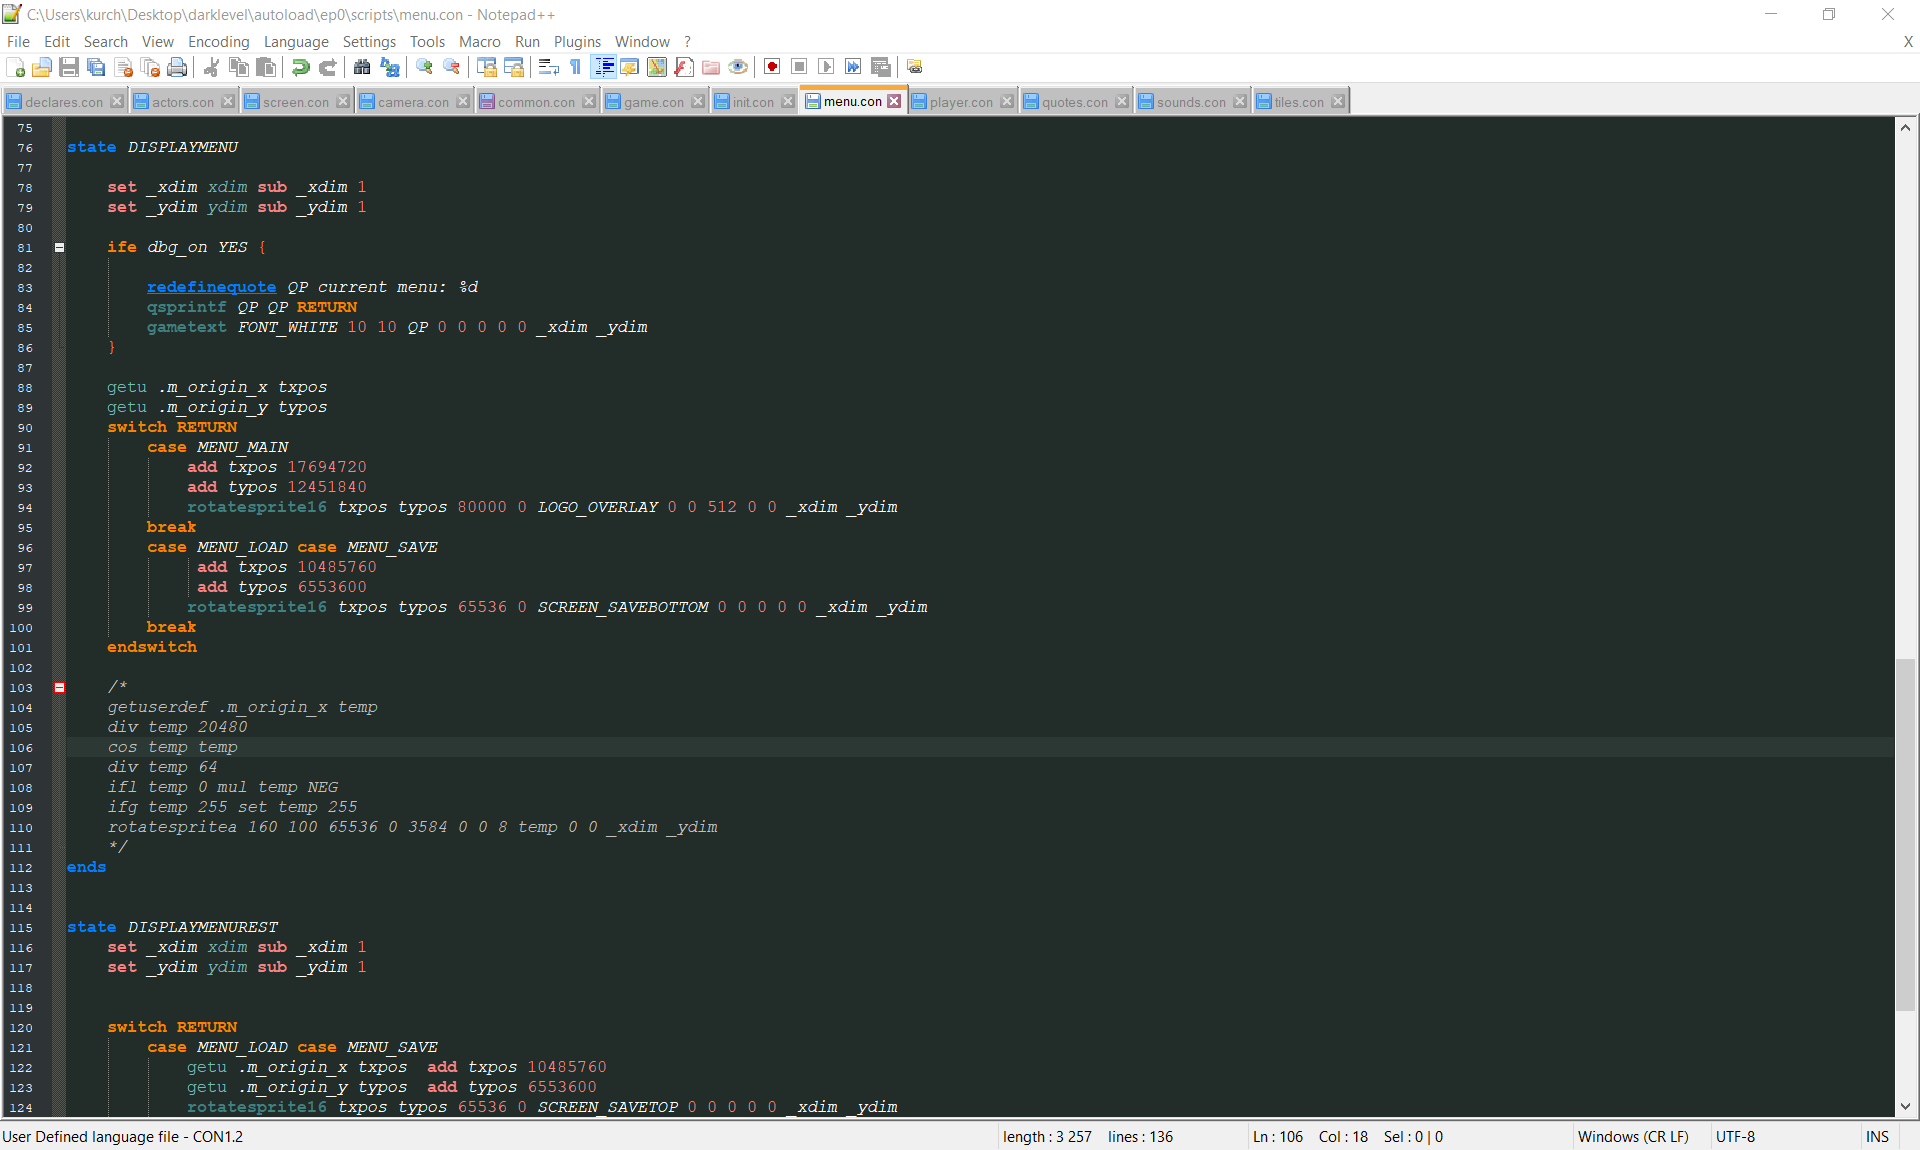 C:\Users\kurch\Desktop\darklevel\autoload\ep0\scripts\menu.con - Notepad++
File Edit Search View Encoding Language Settings Tools Macro Run Plugins Window ? X
declares.con actors.con screen.con camera.con common.con game.con init.con menu.con player.con quotes.con sounds.con tiles.con
75
76 state DISPLAYMENU
77
78 set _xdim xdim sub _xdim 1
79 set _ydim ydim sub _ydim 1
80
81 ife dbg_on YES {
82
83 redefinequote QP current menu: %d
84 qsprintf QP QP RETURN
85 gametext FONT_WHITE 10 10 QP 0 0 0 0 0 _xdim _ydim
86 }
87
88 getu .m_origin_x txpos
89 getu .m_origin_y typos
90 switch RETURN
91 case MENU_MAIN
92 add txpos 17694720
93 add typos 12451840
94 rotatesprite16 txpos typos 80000 0 LOGO_OVERLAY 0 0 512 0 0 _xdim _ydim
95 break
96 case MENU_LOAD case MENU_SAVE
97 add txpos 10485760
98 add typos 6553600
99 rotatesprite16 txpos typos 65536 0 SCREEN_SAVEBOTTOM 0 0 0 0 0 _xdim _ydim
100 break
101 endswitch
102
103 /*
104 getuserdef .m_origin_x temp
105 div temp 20480
106 cos temp temp
107 div temp 64
108 ifl temp 0 mul temp NEG
109 ifg temp 255 set temp 255
110 rotatespritea 160 100 65536 0 3584 0 0 8 temp 0 0 _xdim _ydim
111 */
112 ends
113
114
115 state DISPLAYMENUREST
116 set _xdim xdim sub _xdim 1
117 set _ydim ydim sub _ydim 1
118
119
120 switch RETURN
121 case MENU_LOAD case MENU_SAVE
122 getu .m_origin_x txpos add txpos 10485760
123 getu .m_origin_y typos add typos 6553600
124 rotatesprite16 txpos typos 65536 0 SCREEN_SAVETOP 0 0 0 0 0 _xdim _ydim
User Defined language file - CON1.2 length : 3 257 lines : 136 Ln : 106 Col : 18 Sel : 0 | 0 Windows (CR LF) UTF-8 INS